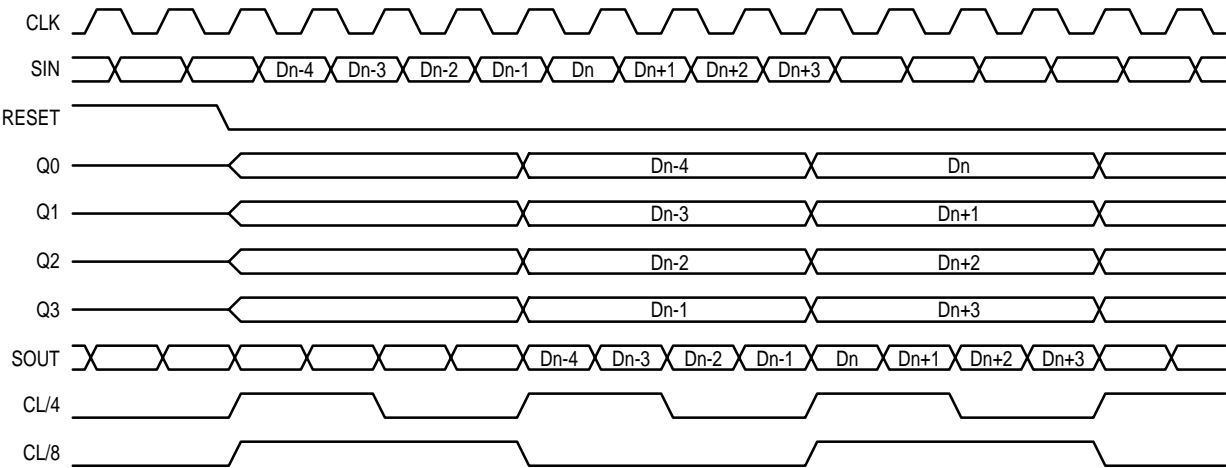 CLK
SIN Dn-4 Dn-3 Dn-2 Dn-1 Dn Dn+1 Dn+2 Dn+3
RESET
Q0 Dn-4 Dn
Q1 Dn-3 Dn+1
Q2 Dn-2 Dn+2
Q3 Dn-1 Dn+3
SOUT Dn-4 Dn-3 Dn-2 Dn-1 Dn Dn+1 Dn+2 Dn+3
CL/4
CL/8